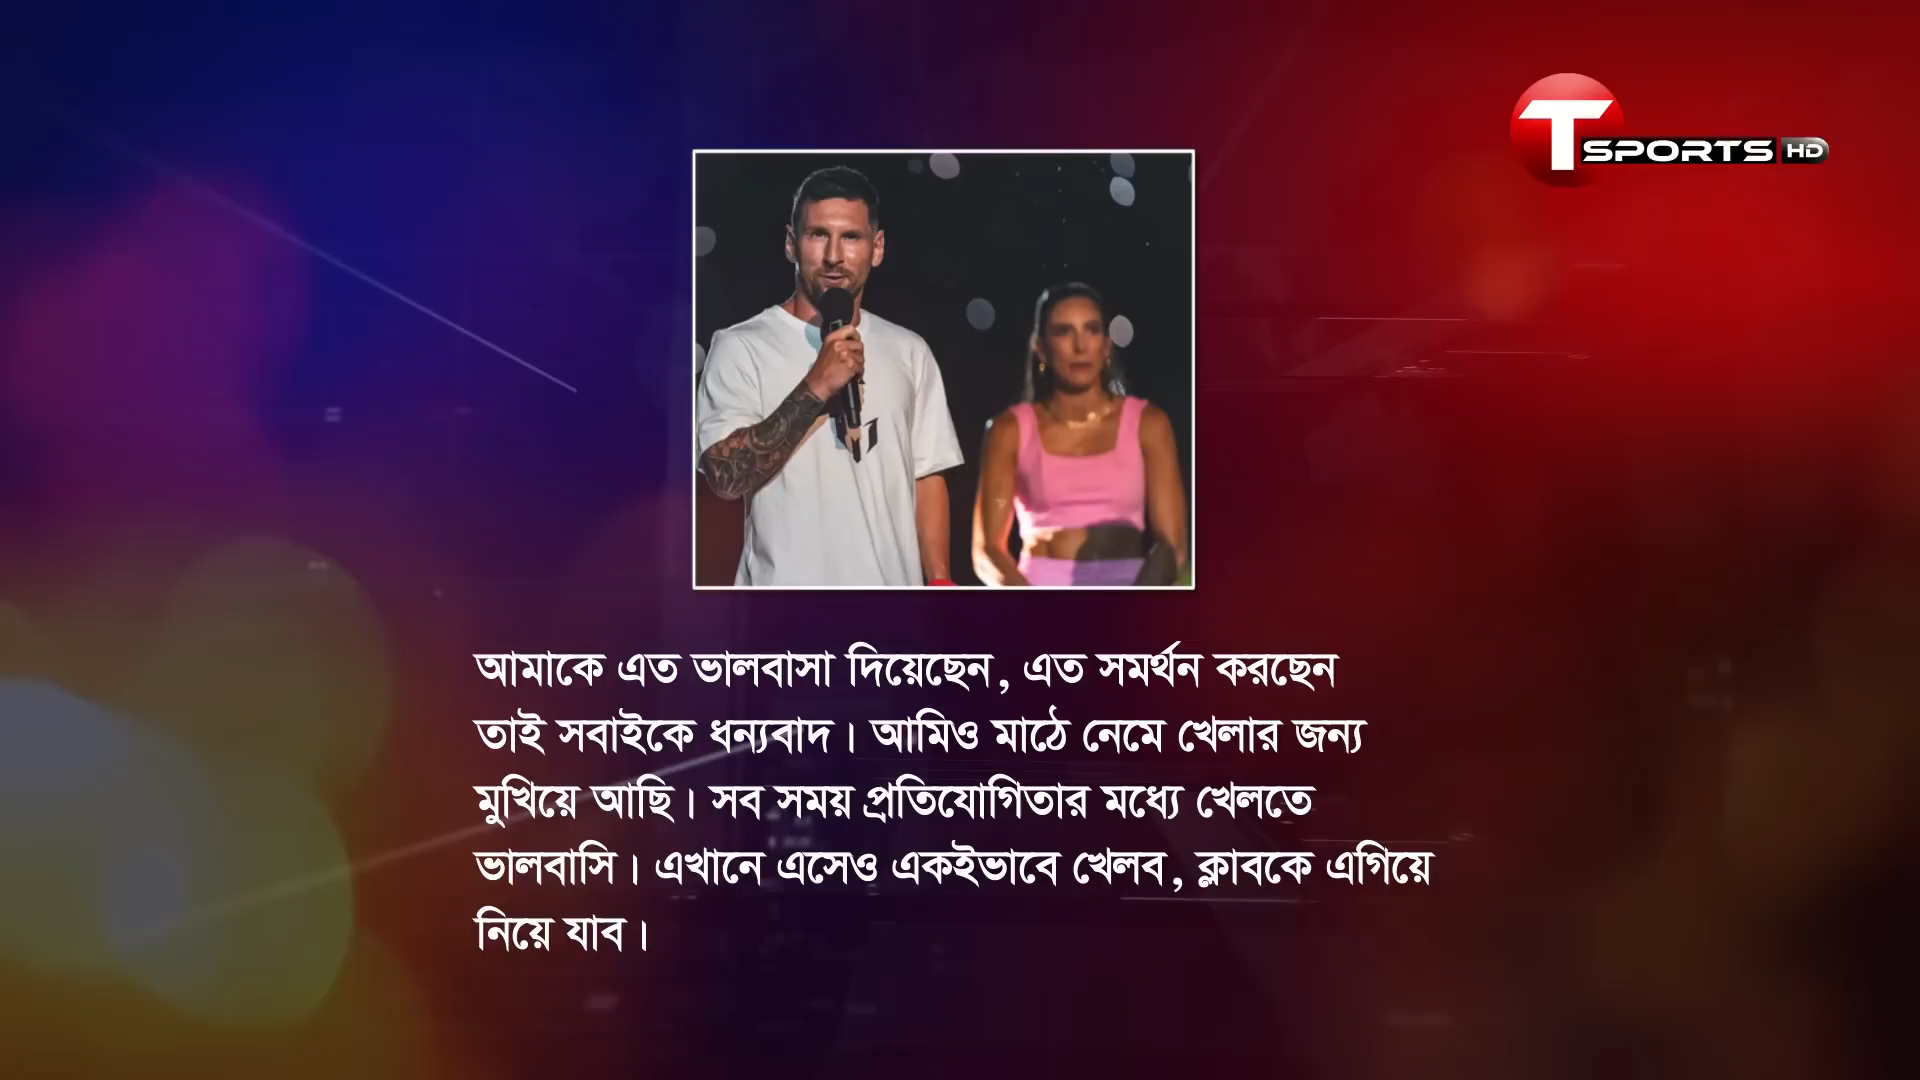 T SPORTS HD
আমাকে এত ভালবাসা দিয়েছেন, এত সমর্থন করছেন
তাই সবাইকে ধন্যবাদ। আমিও মাঠে নেমে খেলার জন্য
মুখিয়ে আছি। সব সময় প্রতিযোগিতার মধ্যে খেলতে
ভালবাসি। এখানে এসেও একইভাবে খেলব, ক্লাবকে এগিয়ে
নিয়ে যাব।